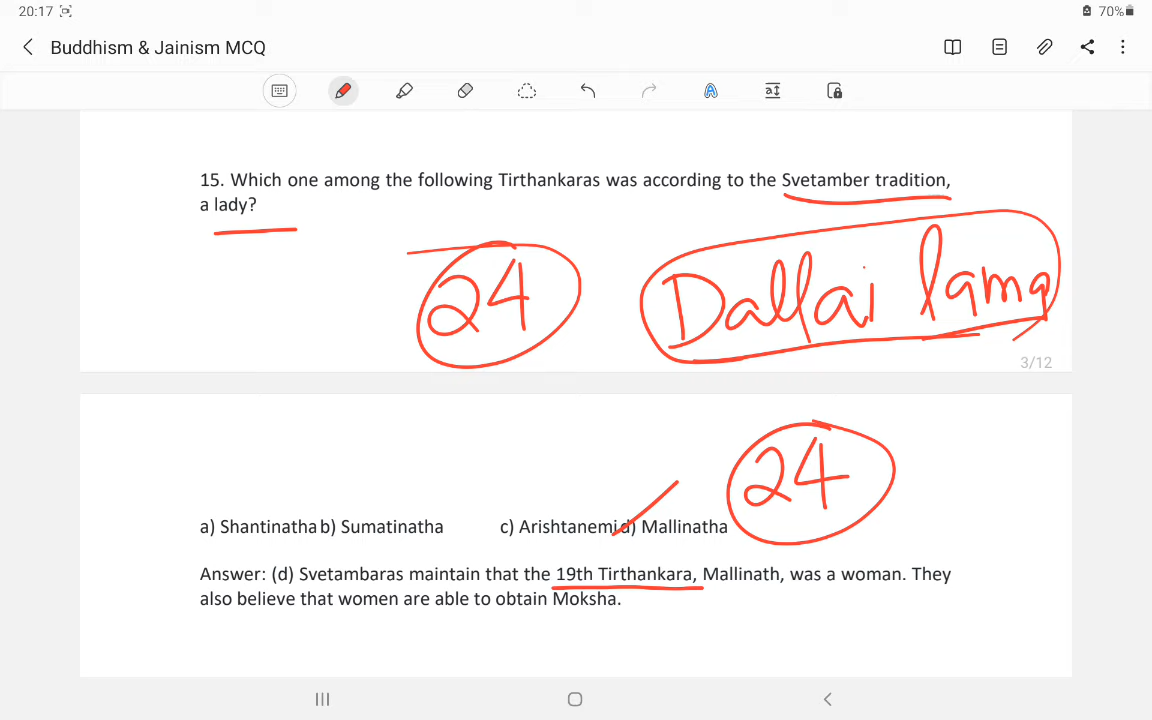 20:17 70%
Buddhism & Jainism MCQ
15. Which one among the following Tirthankaras was according to the Svetamber tradition,
a lady?
24 Dallai lama
3/12
24
a) Shantinatha b) Sumatinatha c) Arishtanemi d) Mallinatha
Answer: (d) Svetambaras maintain that the 19th Tirthankara, Mallinath, was a woman. They
also believe that women are able to obtain Moksha.